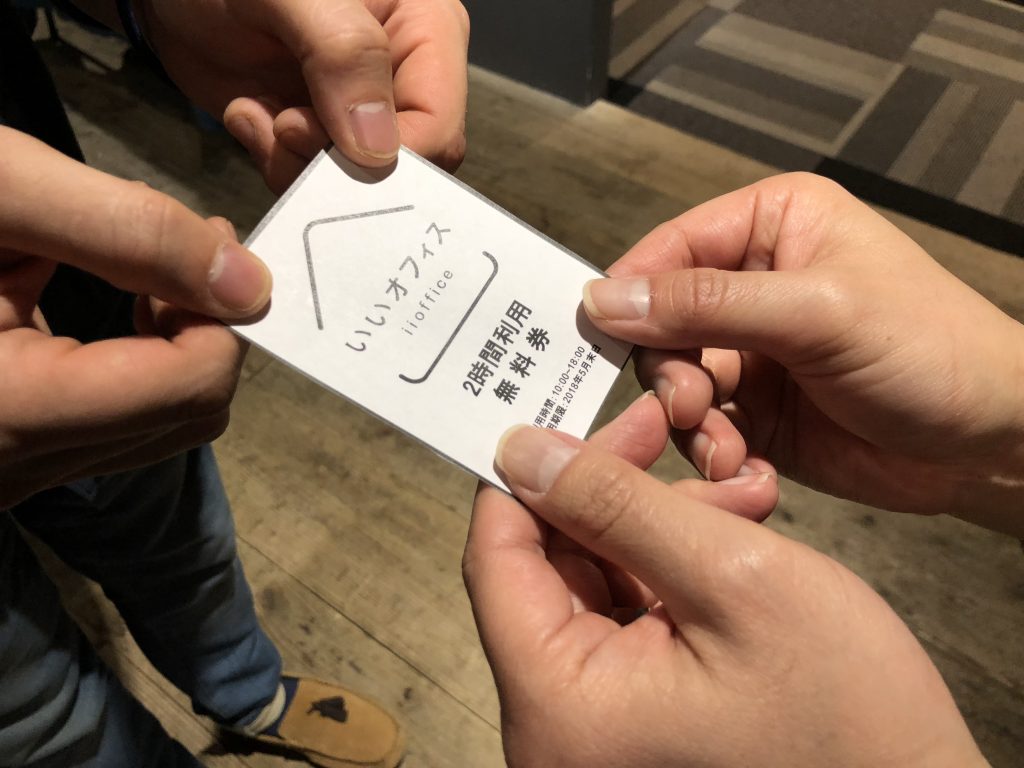 いいオフィス
iioffice
2時間利用
無料券
用時間: 10:00~18:00
用期限: 2018年5月末日